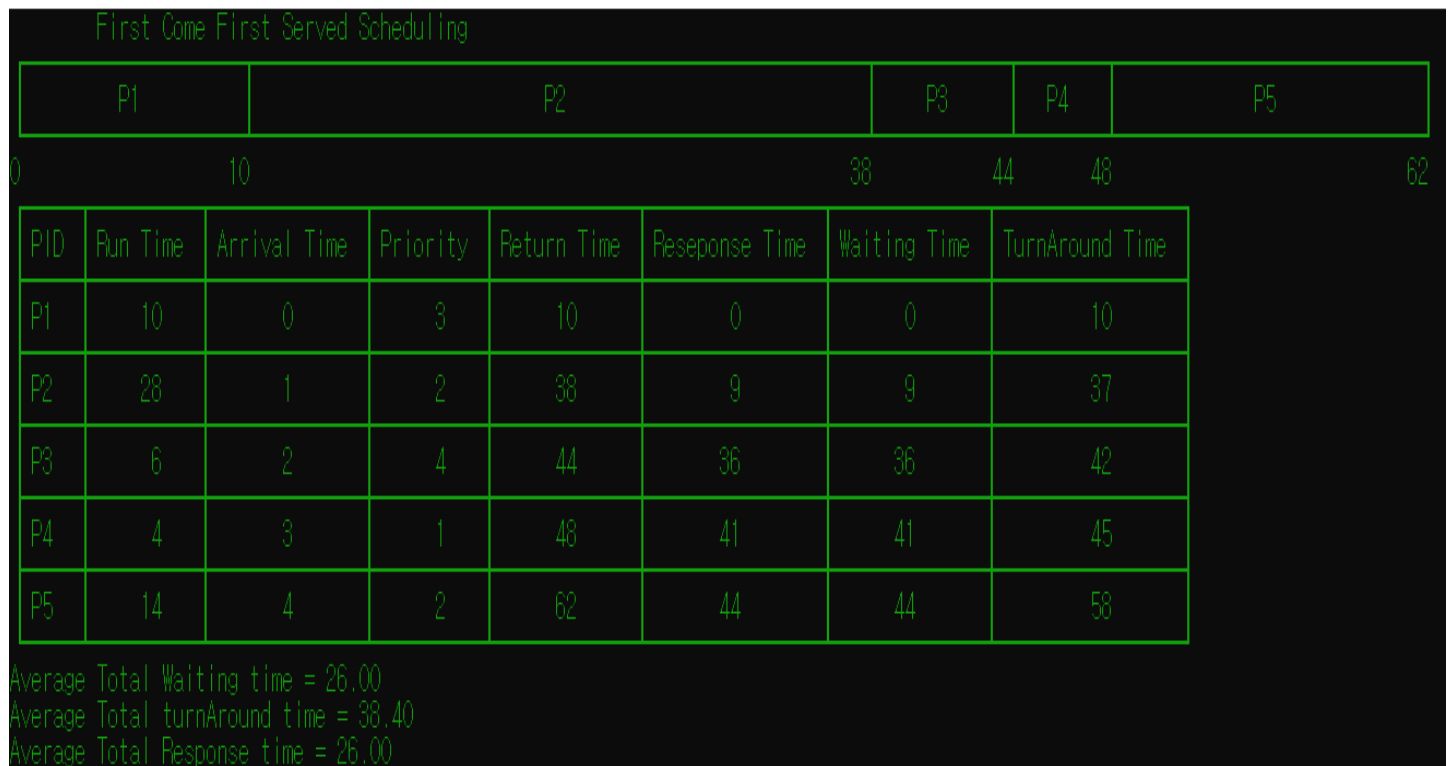 First Come First Served Scheduling
P1 P2 P3 P4 P5
0 10 38 44 48 62
PID Run Time Arrival Time Priority Return Time Reseponse Time Waiting Time TurnAround Time
P1 10 0 3 10 0 0 10
P2 28 1 2 38 9 9 37
P3 6 2 4 44 36 36 42
P4 4 3 1 48 41 41 45
P5 14 4 2 62 44 44 58
Average Total Waiting time = 26.00
Average Total turnAround time = 38.40
Average Total Response time = 26.00